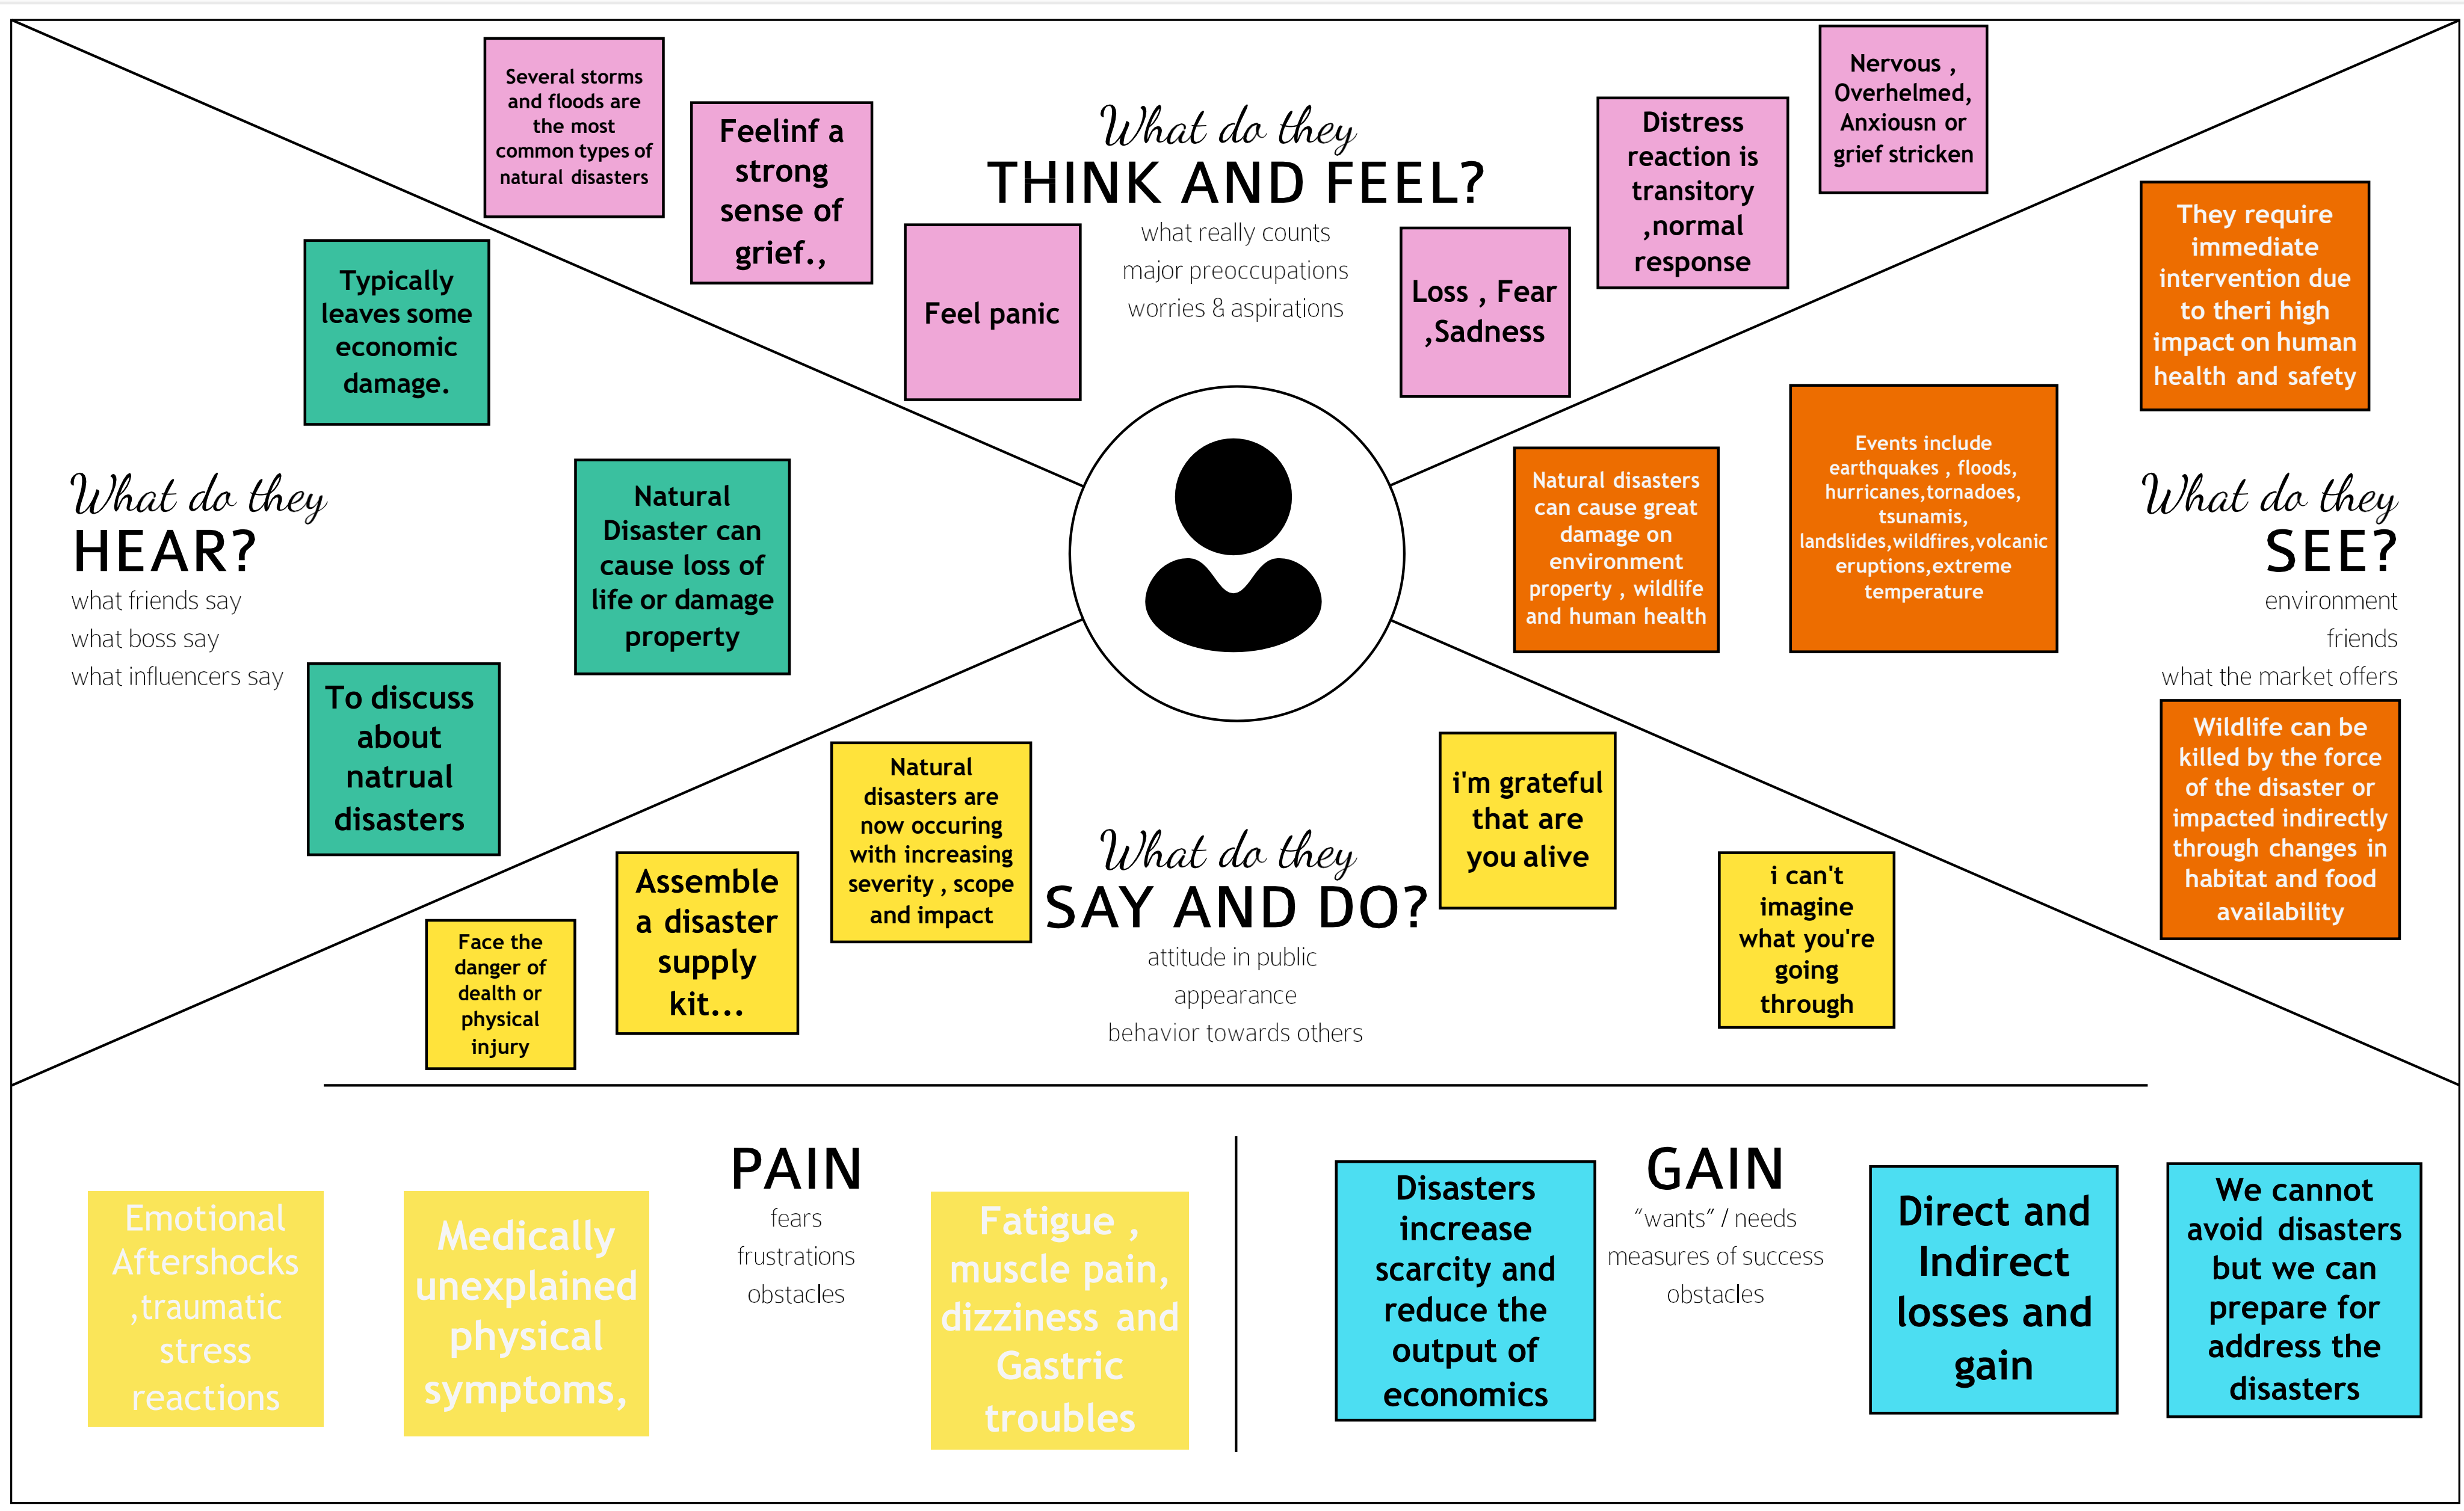 Several storms
and floods are
the most
common types of
natural disasters
Feelinf a
strong
sense of
grief.,
Feel panic
What do they
THINK AND FEEL?
what really counts
major preoccupations
worries & aspirations
Loss , Fear
,Sadness
Distress
reaction is
transitory
,normal
response
Nervous ,
Overhelmed,
Anxiousn or
grief stricken
Typically
leaves some
economic
damage.
What do they
HEAR?
what friends say
what boss say
what influencers say
Natural
Disaster can
cause loss of
life or damage
property
To discuss
about
natrual
disasters
They require
immediate
intervention due
to theri high
impact on human
health and safety
Natural disasters
can cause great
damage on
environment
property , wildlife
and human health
Events include
earthquakes , floods,
hurricanes,tornadoes,
tsunamis,
landslides,wildfires,volcanic
eruptions,extreme
temperature
What do they
SEE?
environment
friends
what the market offers
Wildlife can be
killed by the force
of the disaster or
impacted indirectly
through changes in
habitat and food
availability
Face the
danger of
dealth or
physical
injury
Assemble
a disaster
supply
kit...
Natural
disasters are
now occuring
with increasing
severity , scope
and impact
What do they
SAY AND DO?
attitude in public
appearance
behavior towards others
i'm grateful
that are
you alive
i can't
imagine
what you're
going
through
Emotional
Aftershocks
,traumatic
stress
reactions
Medically
unexplained
physical
symptoms,
PAIN
fears
frustrations
obstacles
Fatigue ,
muscle pain,
dizziness and
Gastric
troubles
Disasters
increase
scarcity and
reduce the
output of
economics
GAIN
“wants” / needs
measures of success
obstacles
Direct and
Indirect
losses and
gain
We cannot
avoid disasters
but we can
prepare for
address the
disasters